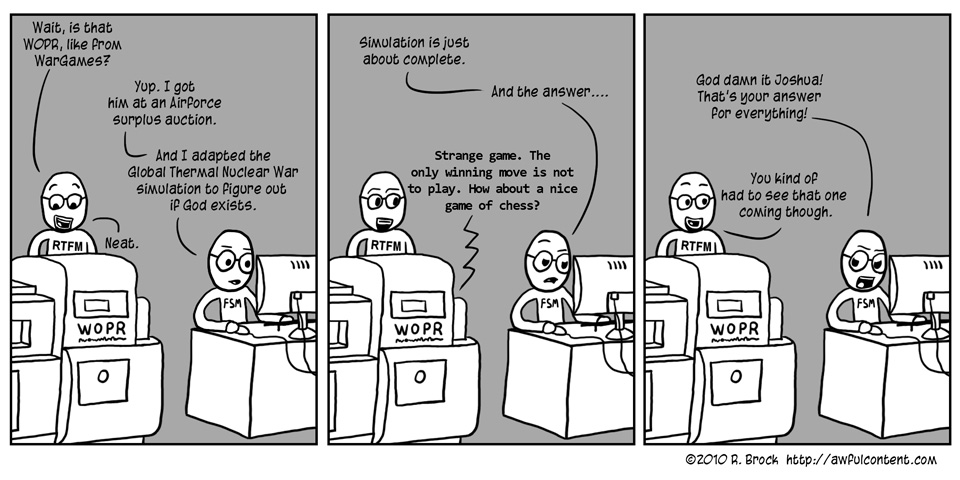 Wait, is that
WOPR, like from
WarGames?
Yup. I got
him at an Airforce
surplus auction.
And I adapted the
Global Thermal Nuclear War
simulation to figure out
if God exists.
Neat.
RTFM
FSM
WOPR
Simulation is just
about complete.
And the answer....
Strange game. The
only winning move is not
to play. How about a nice
game of chess?
RTFM
FSM
WOPR
God damn it Joshua!
That's your answer
for everything!
You kind of
had to see that one
coming though.
RTFM
FSM
WOPR
©2010 R. Brock http://awfulcontent.com